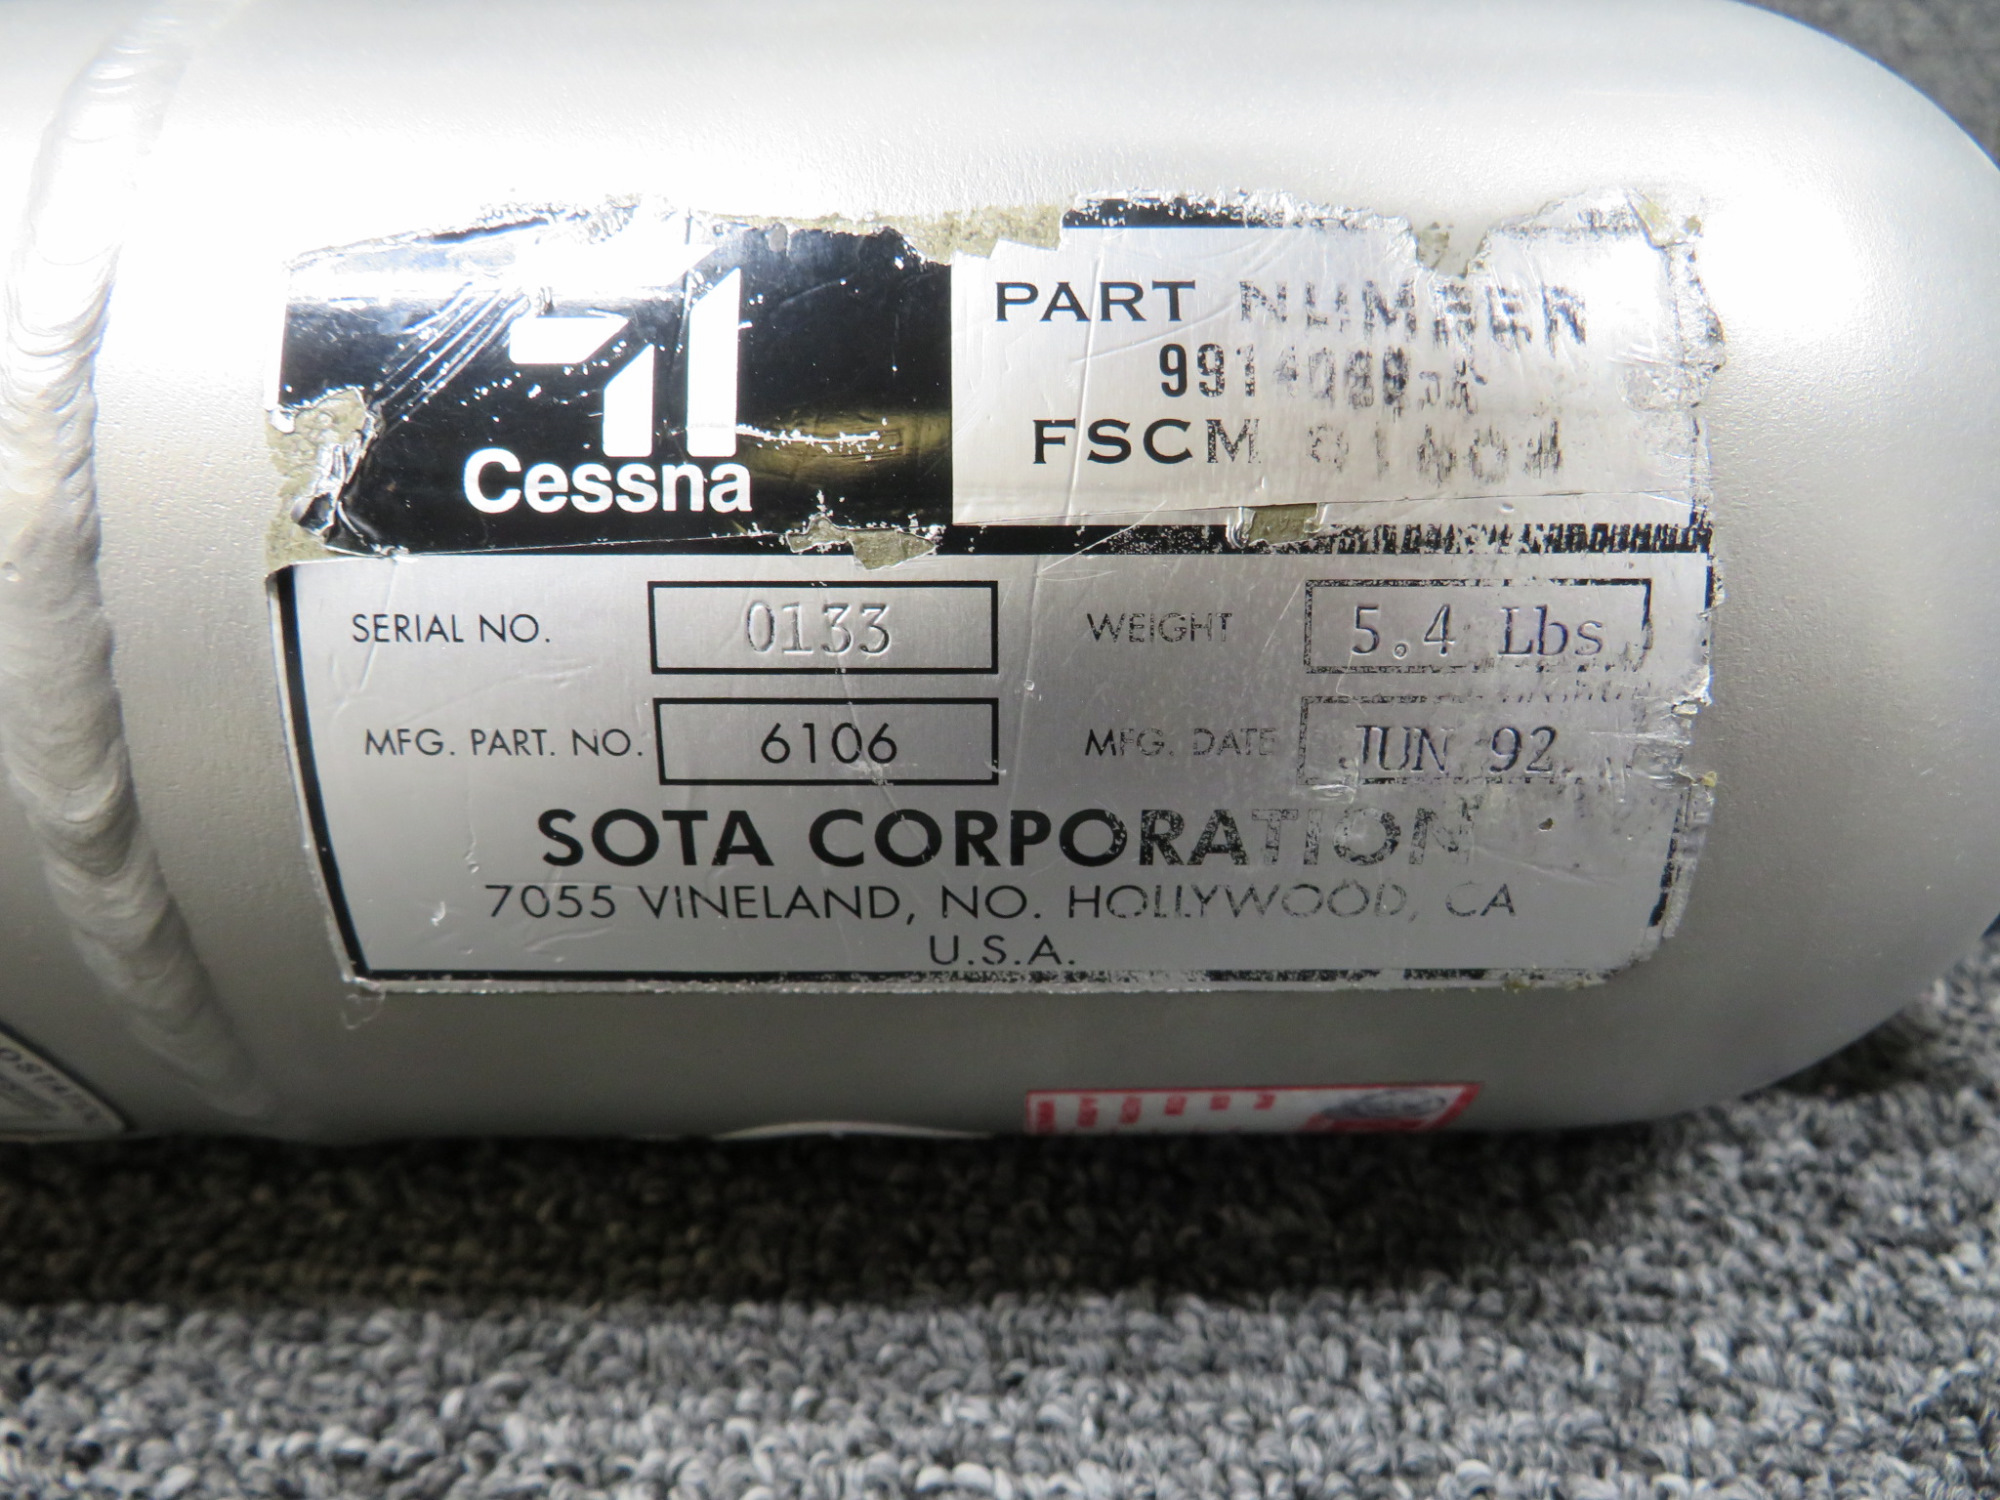 Cessna
PART NUMBER
FSCM
SERIAL NO. 0133
WEIGHT 5.4 Lbs
MFG. PART. NO. 6106
MFG. DATE JUN 92
SOTA CORPORATION
7055 VINELAND, NO. HOLLYWOOD, CA
U.S.A.